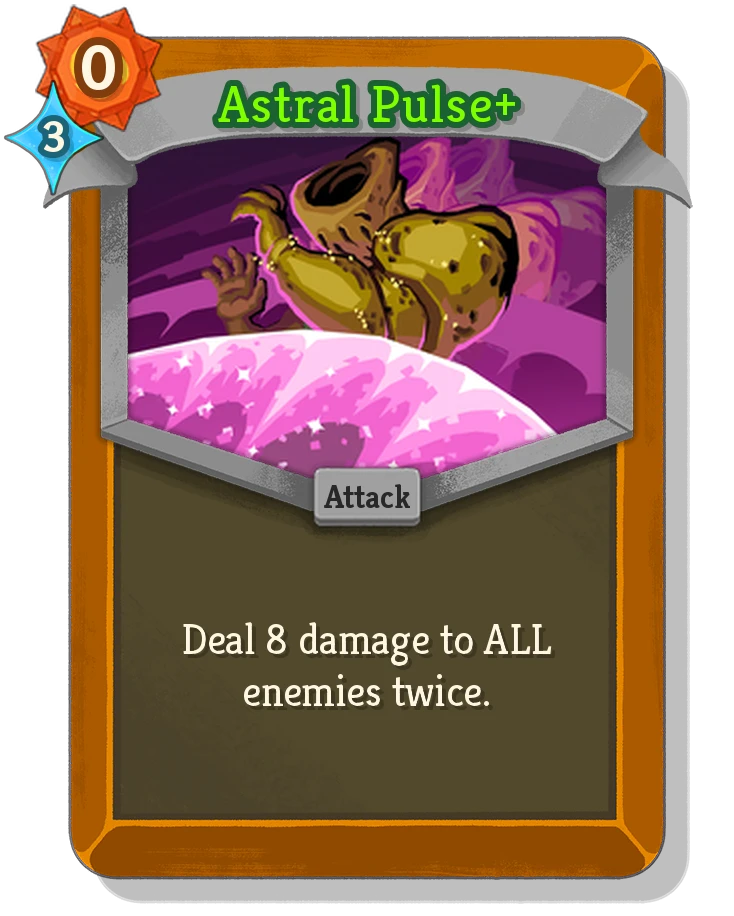 0
3
Astral Pulse+
Attack
Deal 8 damage to ALL
enemies twice.